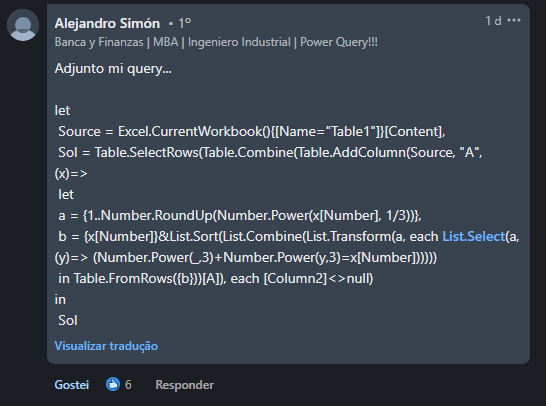 Alejandro Simón • 1º
1 d
Banca y Finanzas | MBA | Ingeniero Industrial | Power Query!!!
Adjunto mi query...
let
Source = Excel.CurrentWorkbook(){[Name="Table1"]}[Content],
Sol = Table.SelectRows(Table.Combine(Table.AddColumn(Source, "A",
(x)=>
let
a = {1..Number.RoundUp(Number.Power(x[Number], 1/3))},
b = {x[Number]}&List.Sort(List.Combine(List.Transform(a, each List.Select(a,
(y)=> (Number.Power(_,3)+Number.Power(y,3)=x[Number])))))
in Table.FromRows({b}))[A]), each [Column2]<>null)
in
Sol
Visualizar tradução
Gostei
6
Responder